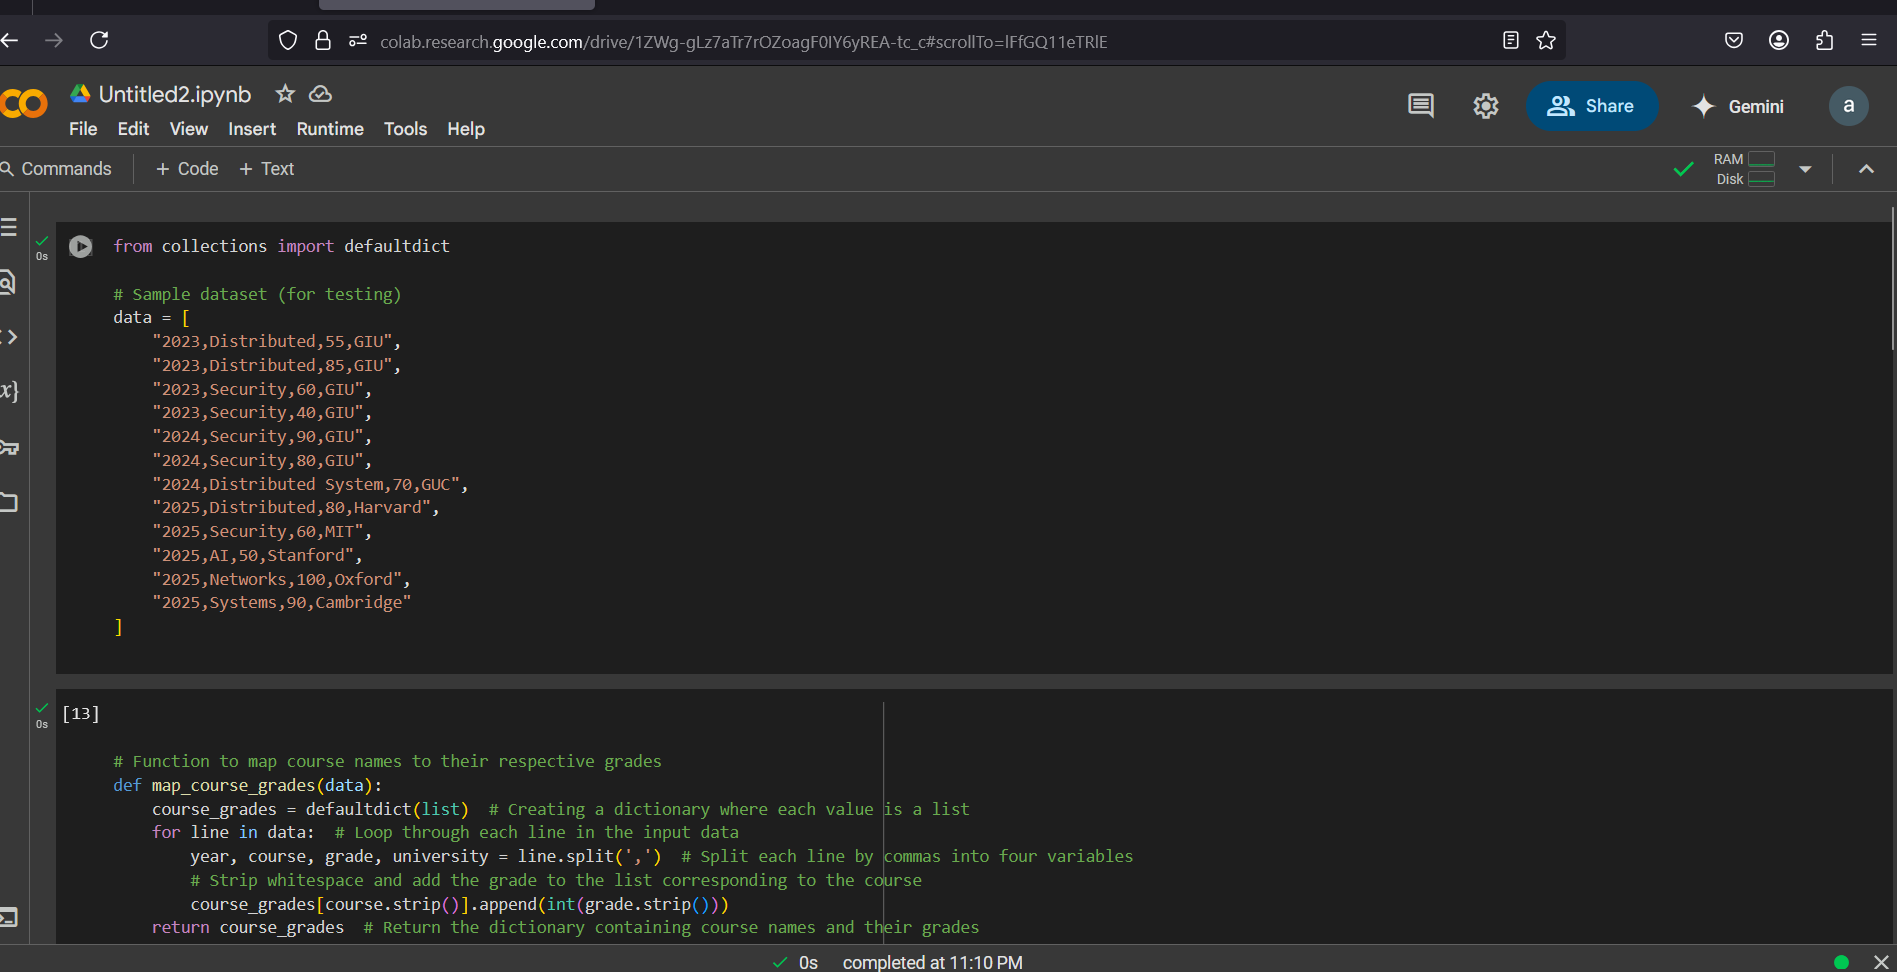 colab.research.google.com/drive/1ZWg-gLz7aTr7rOZoagF0IY6yREA-tc_c#scrollTo=lFfGQ11eTRlE
Untitled2.ipynb
File Edit View Insert Runtime Tools Help
Share
Gemini
a
Commands + Code + Text
RAM
Disk
0s
from collections import defaultdict
# Sample dataset (for testing)
data = [
"2023,Distributed,55,GIU",
"2023,Distributed,85,GIU",
"2023,Security,60,GIU",
"2023,Security,40,GIU",
"2024,Security,90,GIU",
"2024,Security,80,GIU",
"2024,Distributed System,70,GUC",
"2025,Distributed,80,Harvard",
"2025,Security,60,MIT",
"2025,AI,50,Stanford",
"2025,Networks,100,Oxford",
"2025,Systems,90,Cambridge"
]
0s
[13]
# Function to map course names to their respective grades
def map_course_grades(data):
course_grades = defaultdict(list)  # Creating a dictionary where each value is a list
for line in data:  # Loop through each line in the input data
year, course, grade, university = line.split(',')  # Split each line by commas into four variables
# Strip whitespace and add the grade to the list corresponding to the course
course_grades[course.strip()].append(int(grade.strip()))
return course_grades  # Return the dictionary containing course names and their grades
0s completed at 11:10 PM